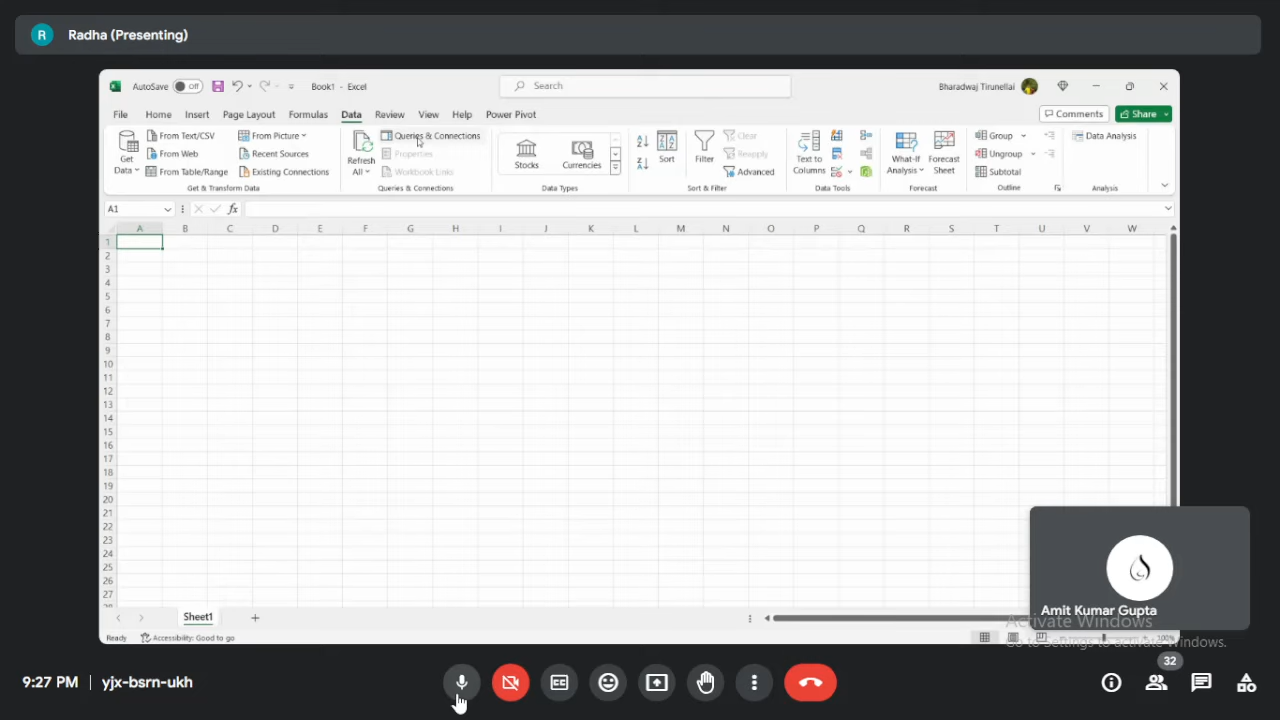 R Radha (Presenting)
AutoSave Off Book1 - Excel Search Bharadwaj Tirunellai
File Home Insert Page Layout Formulas Data Review View Help Power Pivot Comments Share
Get Data From Text/CSV From Picture Refresh All Queries & Connections Stocks Currencies Sort Filter Clear Text to Columns What-If Analysis Forecast Sheet Group Data Analysis
From Web Recent Sources Properties Reapply Ungroup
From Table/Range Existing Connections Workbook Links Advanced Subtotal
Get & Transform Data Queries & Connections Data Types Sort & Filter Data Tools Forecast Outline Analysis
A1 fx
A B C D E F G H I J K L M N O P Q R S T U V W
1
2
3
4
5
6
7
8
9
10
11
12
13
14
15
16
17
18
19
20
21
22
23
24
25
26
27
28
Amit Kumar Gupta
Sheet1
Activate Windows
Ready Accessibility: Good to go 100%
Go to Settings to activate Windows.
32
9:27 PM | yjx-bsrn-ukh